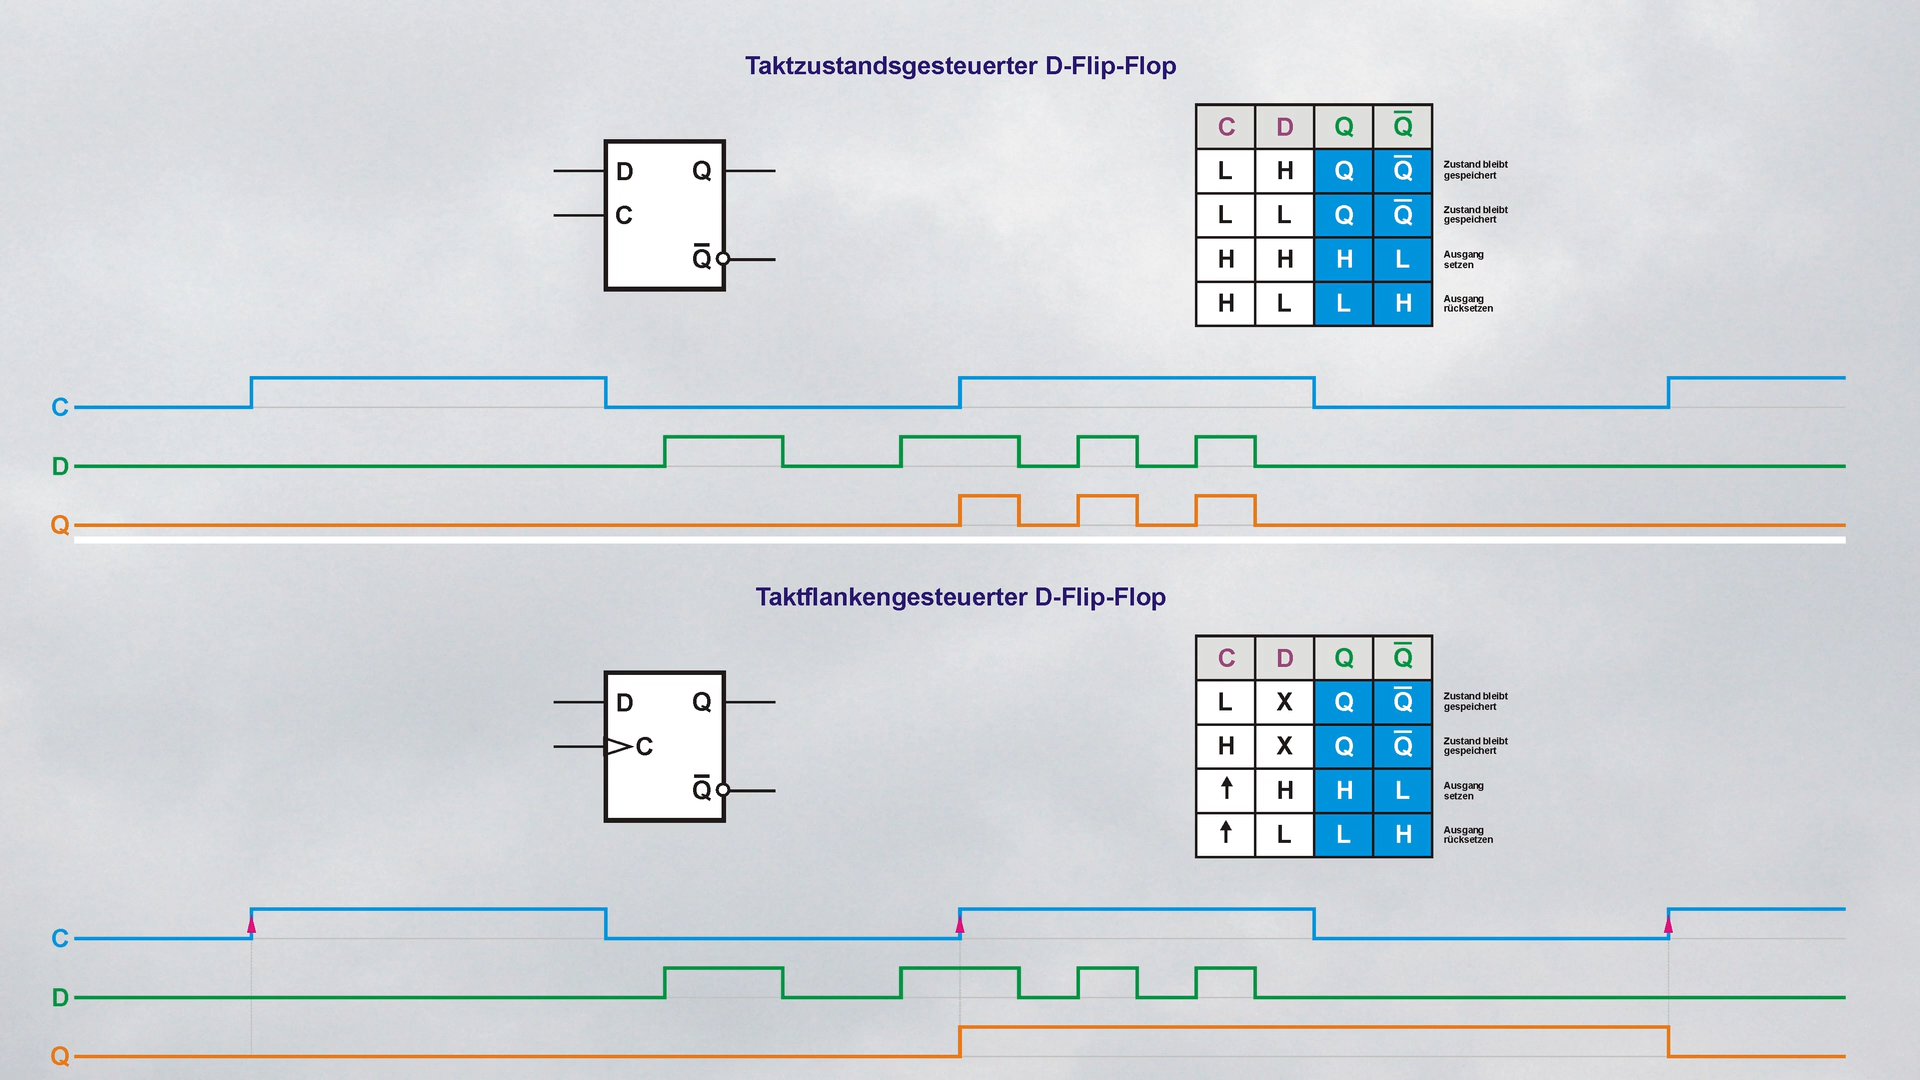 Taktzustandsgesteuerter D-Flip-Flop
D Q
C
Q̅
C D Q Q̅
L H Q Q̅ Zustand bleibt
gespeichert
L L Q Q̅ Zustand bleibt
gespeichert
H H H L Ausgang
setzen
H L L H Ausgang
rücksetzen
C
D
Q
Taktflankengesteuerter D-Flip-Flop
D Q
C
Q̅
C D Q Q̅
L X Q Q̅ Zustand bleibt
gespeichert
H X Q Q̅ Zustand bleibt
gespeichert
↑ H H L Ausgang
setzen
↑ L L H Ausgang
rücksetzen
C
D
Q